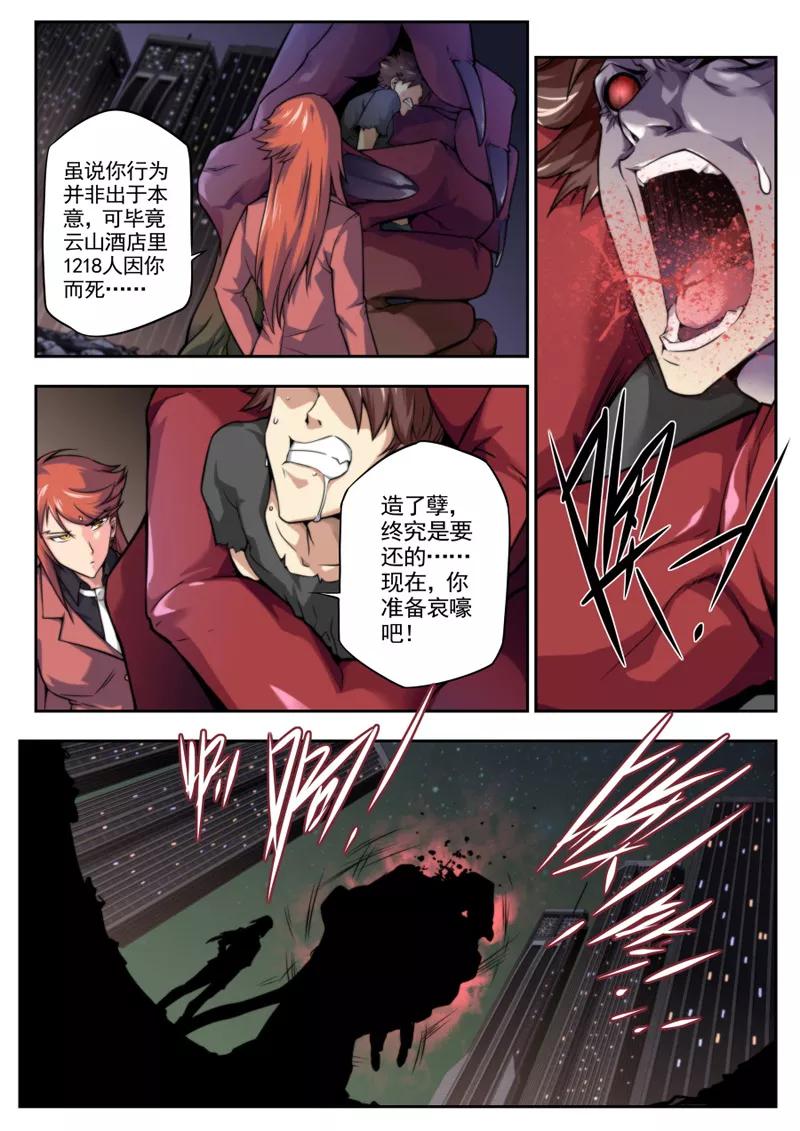 虽说你行为
并非出于本
意，可毕竟
云山酒店里
1218人因你
而死……
造了孽，
终究是要
还的……
现在，你
准备哀嚎
吧！
啊！
啊！